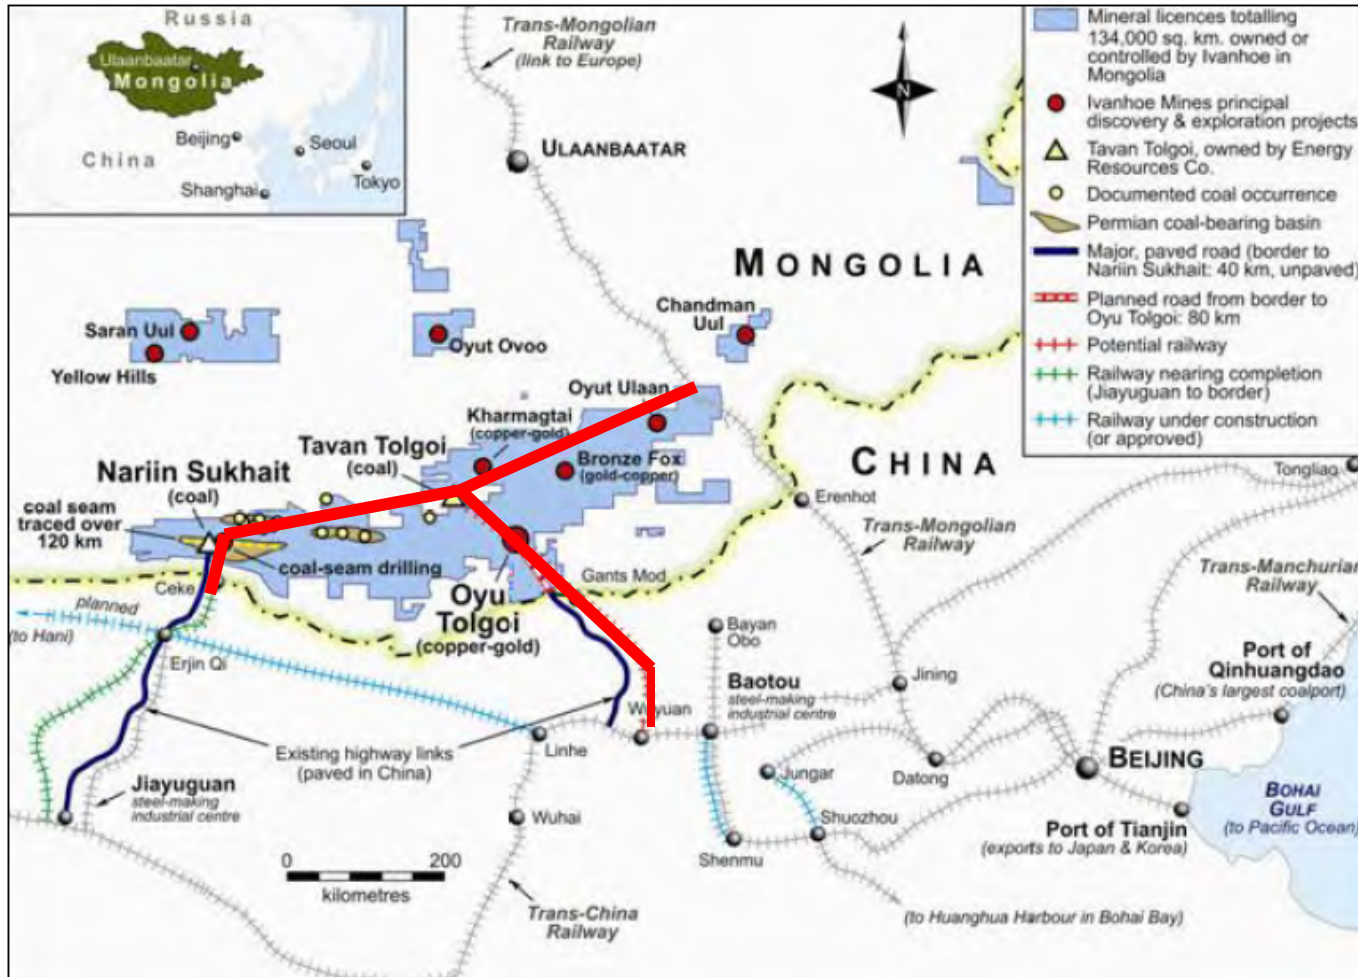 Russia
Ulaanbaatar
Mongolia
Beijing
Seoul
China
Tokyo
Shanghai
Trans-Mongolian
Railway
(link to Europe)
N
ULAANBAATAR
Mineral licences totalling
134,000 sq. km. owned or
controlled by Ivanhoe in
Mongolia
Ivanhoe Mines principal
discovery & exploration projects
Tavan Tolgoi, owned by Energy
Resources Co.
Documented coal occurrence
Permian coal-bearing basin
Major, paved road (border to
Nariin Sukhait: 40 km, unpaved)
Planned road from border to
Oyu Tolgoi: 80 km
Potential railway
Railway nearing completion
(Jiayuguan to border)
Railway under construction
(or approved)
MONGOLIA
Saran Uul
Yellow Hills
Oyut Ovoo
Chandman
Uul
Oyut Ulaan
Kharmagtai
(copper-gold)
Tavan Tolgoi
(coal)
Bronze Fox
(gold-copper)
CHINA
Nariin Sukhait
(coal)
coal seam
traced over
120 km
coal-seam drilling
Ceke
Oyu
Tolgoi
(copper-gold)
Gants Mod
Erenhot
Tongliao
Trans-Mongolian
Railway
Trans-Manchurian
Railway
planned
(to Hani)
Erjin Qi
Bayan
Obo
Baotou
steel-making
industrial centre
Jining
Port of
Qinhuangdao
(China's largest coalport)
Existing highway links
(paved in China)
Linhe
Jiayuguan
steel-making
industrial centre
Wuhai
Jungar
Datong
BEIJING
BOHAI
GULF
(to Pacific Ocean)
Shuozhou
Shenmu
Port of Tianjin
(exports to Japan & Korea)
0 200
kilometres
Trans-China
Railway
(to Huanghua Harbour in Bohai Bay)